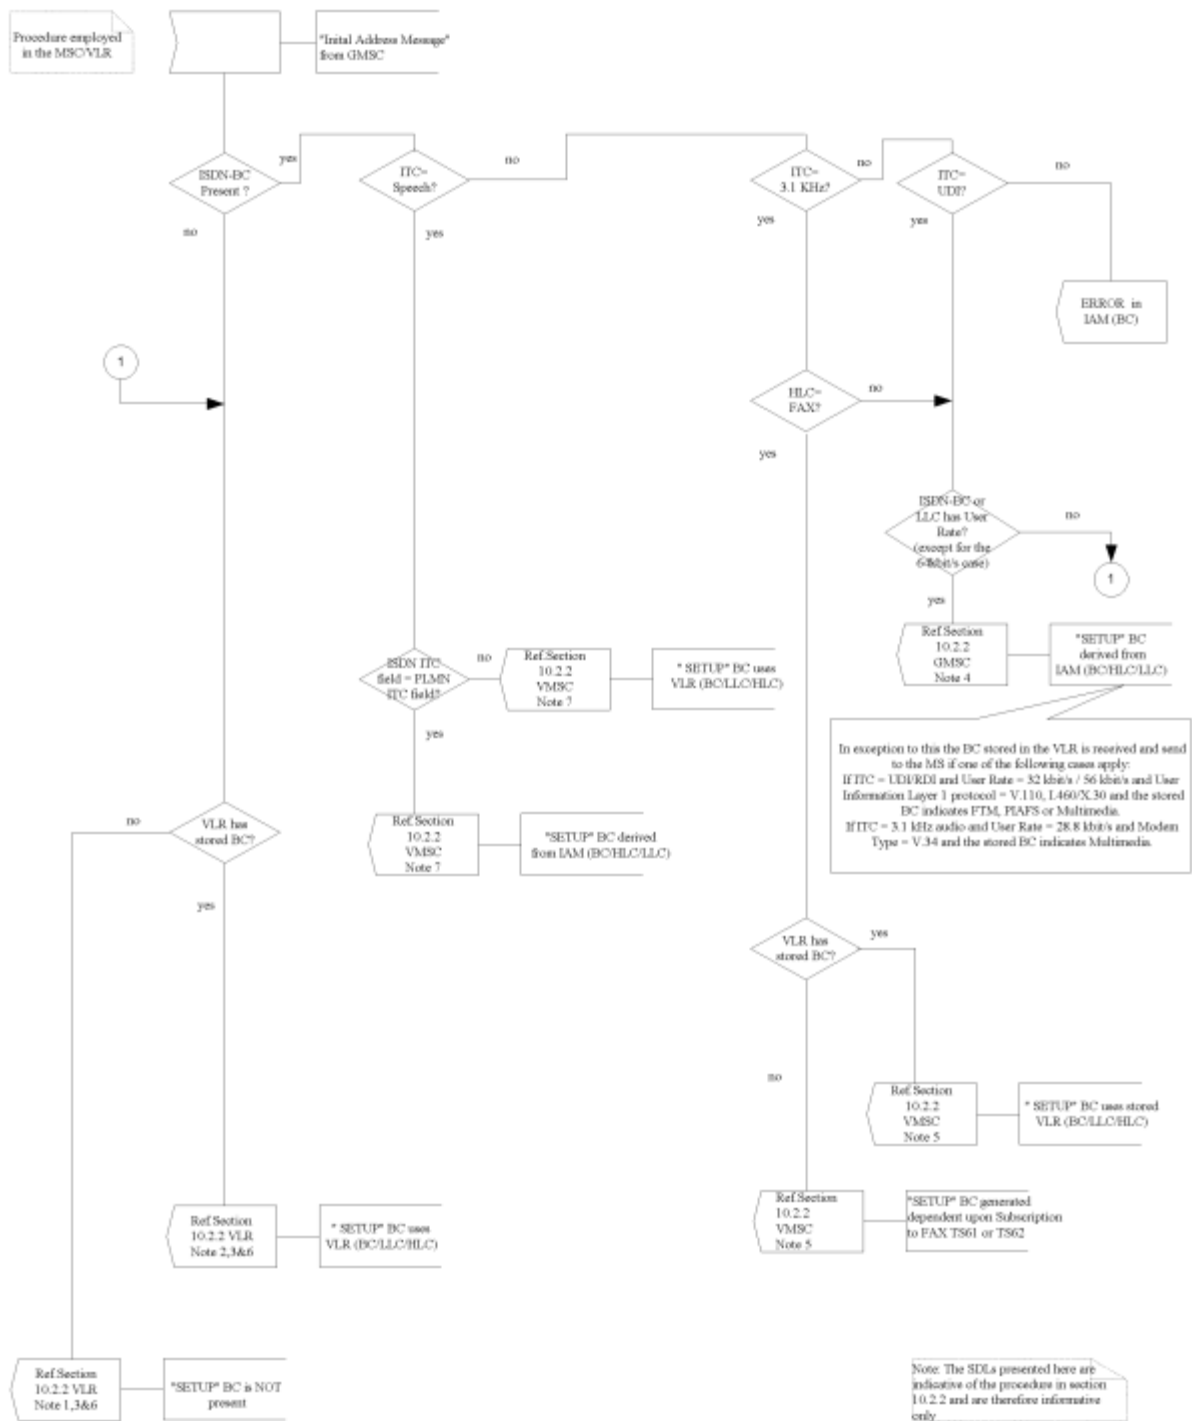 Procedure employed
in the MSC/VLR
"Inital Address Message"
from GMSC
ISDN-BC
Present ?
yes
no
ITC=
Speech?
no
yes
ITC=
3.1 KHz?
no
yes
ITC=
UDI?
no
yes
ERROR in
IAM (BC)
1
HLC=
FAX?
no
yes
ISDN-BC or
LLC has User
Rate?
(except for the
64kbit/s case)
no
yes
1
Ref.Section
10.2.2
GMSC
Note 4
"SETUP" BC
derived from
IAM (BC/HLC/LLC)
ISDN ITC
field = PLMN
ITC field?
no
yes
Ref.Section
10.2.2
VMSC
Note 7
" SETUP" BC uses
VLR (BC/LLC/HLC)
In exception to this the BC stored in the VLR is received and send
to the MS if one of the following cases apply:
If ITC = UDI/RDI and User Rate = 32 kbit/s / 56 kbit/s and User
Information Layer 1 protocol = V.110, I.460/X.30 and the stored
BC indicates FTM, PIAFS or Multimedia.
If ITC = 3.1 kHz audio and User Rate = 28.8 kbit/s and Modem
Type = V.34 and the stored BC indicates Multimedia.
Ref.Section
10.2.2
VMSC
Note 7
"SETUP" BC derived
from IAM (BC/HLC/LLC)
VLR has
stored BC?
no
yes
VLR has
stored BC?
yes
no
Ref.Section
10.2.2
VMSC
Note 5
" SETUP" BC uses stored
VLR (BC/LLC/HLC)
Ref.Section
10.2.2
VMSC
Note 5
"SETUP" BC generated
dependent upon Subscription
to FAX TS61 or TS62
Ref.Section
10.2.2 VLR
Note 2,3&6
" SETUP" BC uses
VLR (BC/LLC/HLC)
Ref.Section
10.2.2 VLR
Note 1,3&6
"SETUP" BC is NOT
present
Note: The SDLs presented here are
indicative of the procedure in section
10.2.2 and are therefore informative
only